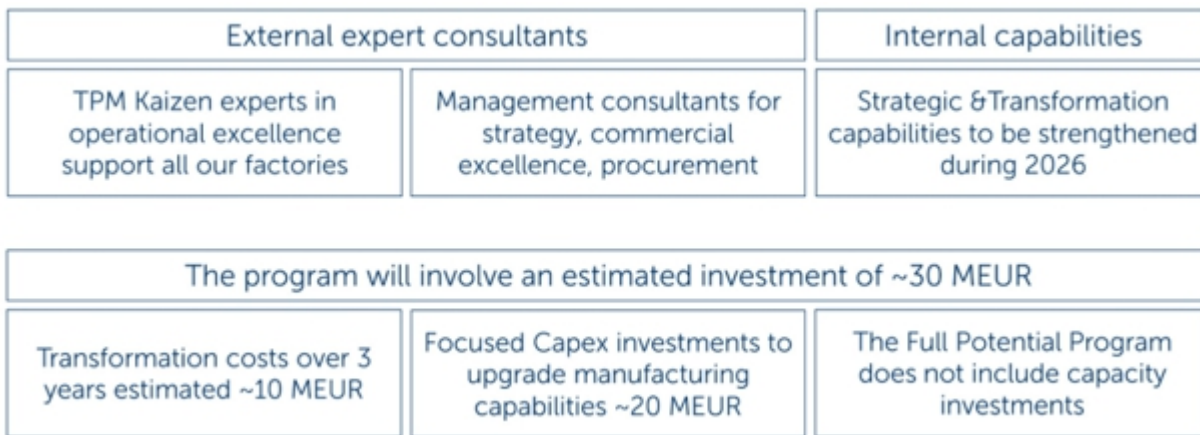 External expert consultants
Internal capabilities
TPM Kaizen experts in
operational excellence
support all our factories
Management consultants for
strategy, commercial
excellence, procurement
Strategic &Transformation
capabilities to be strengthened
during 2026
The program will involve an estimated investment of ~30 MEUR
Transformation costs over 3
years estimated ~10 MEUR
Focused Capex investments to
upgrade manufacturing
capabilities ~20 MEUR
The Full Potential Program
does not include capacity
investments